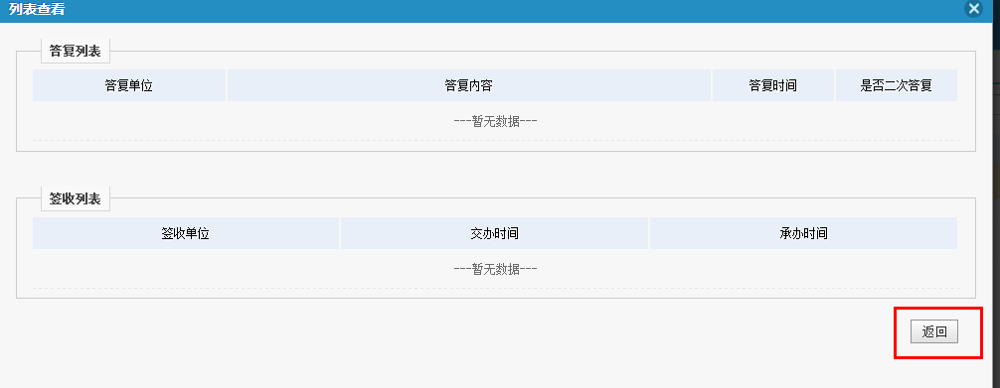 列表查看
答复列表
答复单位 答复内容 答复时间 是否二次答复
---暂无数据---
签收列表
签收单位 交办时间 承办时间
---暂无数据---
返回